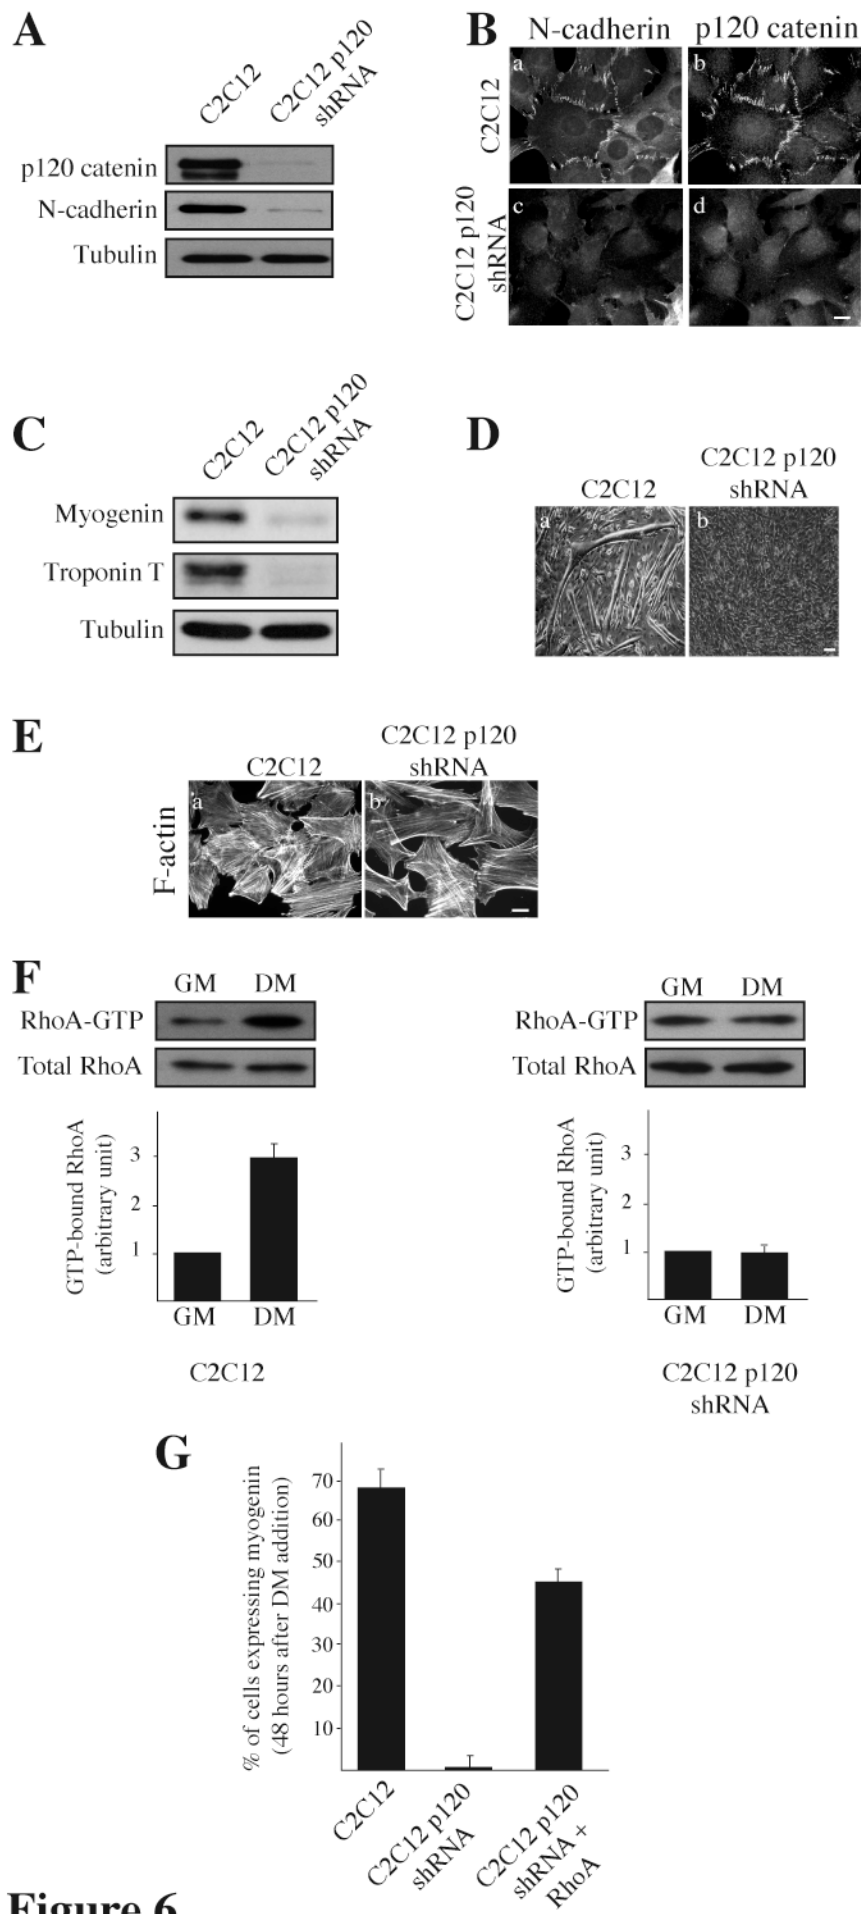 A
C2C12
C2C12 p120
shRNA
p120 catenin
N-cadherin
Tubulin
B
N-cadherin
p120 catenin
C2C12
a
b
C2C12 p120
shRNA
c
d
C
C2C12
C2C12 p120
shRNA
Myogenin
Troponin T
Tubulin
D
C2C12
C2C12 p120
shRNA
a
b
E
C2C12
C2C12 p120
shRNA
F-actin
a
b
F
GM DM
RhoA-GTP
Total RhoA
GTP-bound RhoA
(arbitrary unit)
3
2
1
GM DM
C2C12
GM DM
RhoA-GTP
Total RhoA
GTP-bound RhoA
(arbitrary unit)
3
2
1
GM DM
C2C12 p120
shRNA
G
% of cells expressing myogenin
(48 hours after DM addition)
70
60
50
40
30
20
10
C2C12
C2C12 p120
shRNA
C2C12 p120
shRNA +
RhoA
Figure 6